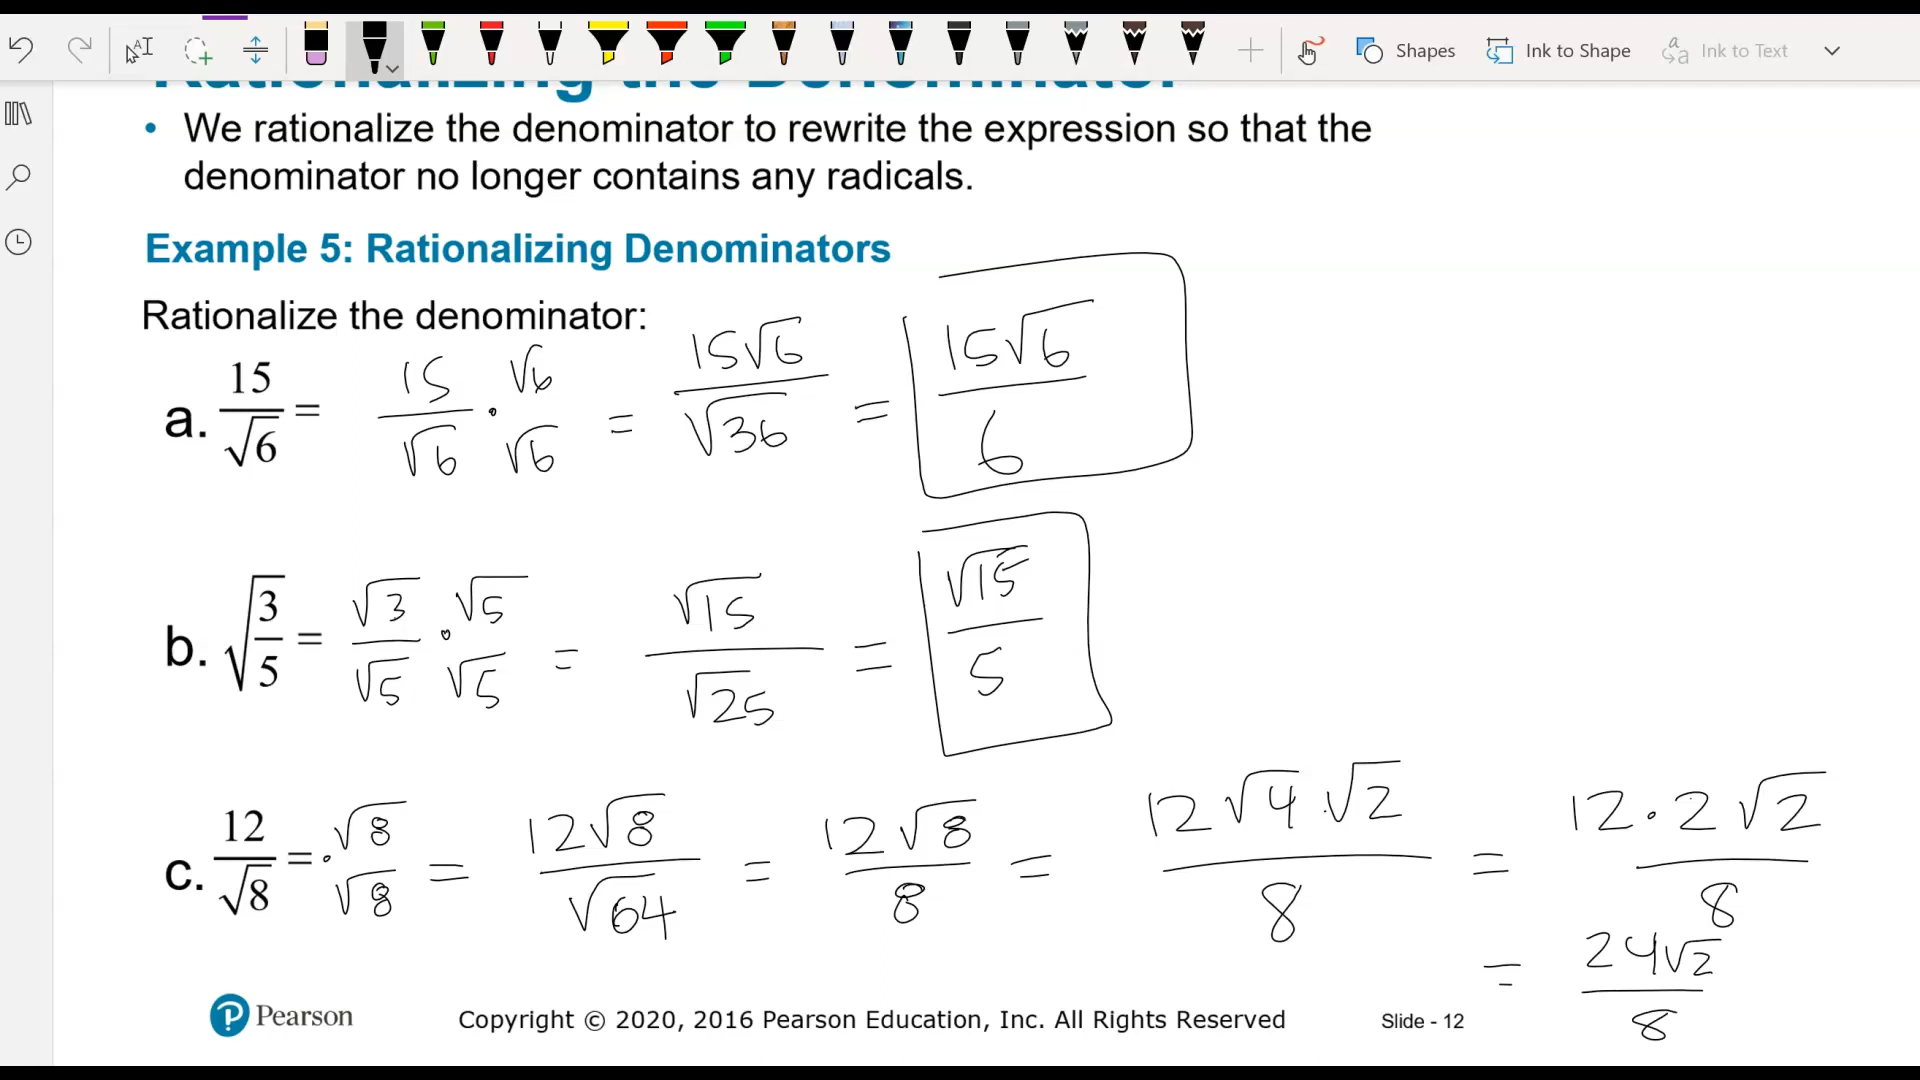 Shapes Ink to Shape Ink to Text
Rationalizing the Denominator
• We rationalize the denominator to rewrite the expression so that the
denominator no longer contains any radicals.
Example 5: Rationalizing Denominators
Rationalize the denominator:
a. 15/√6 = 15/√6 · √6/√6 = 15√6/√36 = 15√6/6
b. √(3/5) = √3/√5 · √5/√5 = √15/√25 = √15/5
c. 12/√8 = · √8/√8 = 12√8/√64 = 12√8/8 = 12√4·√2/8 = 12·2√2/8
= 24√2/8
Pearson Copyright © 2020, 2016 Pearson Education, Inc. All Rights Reserved Slide - 12